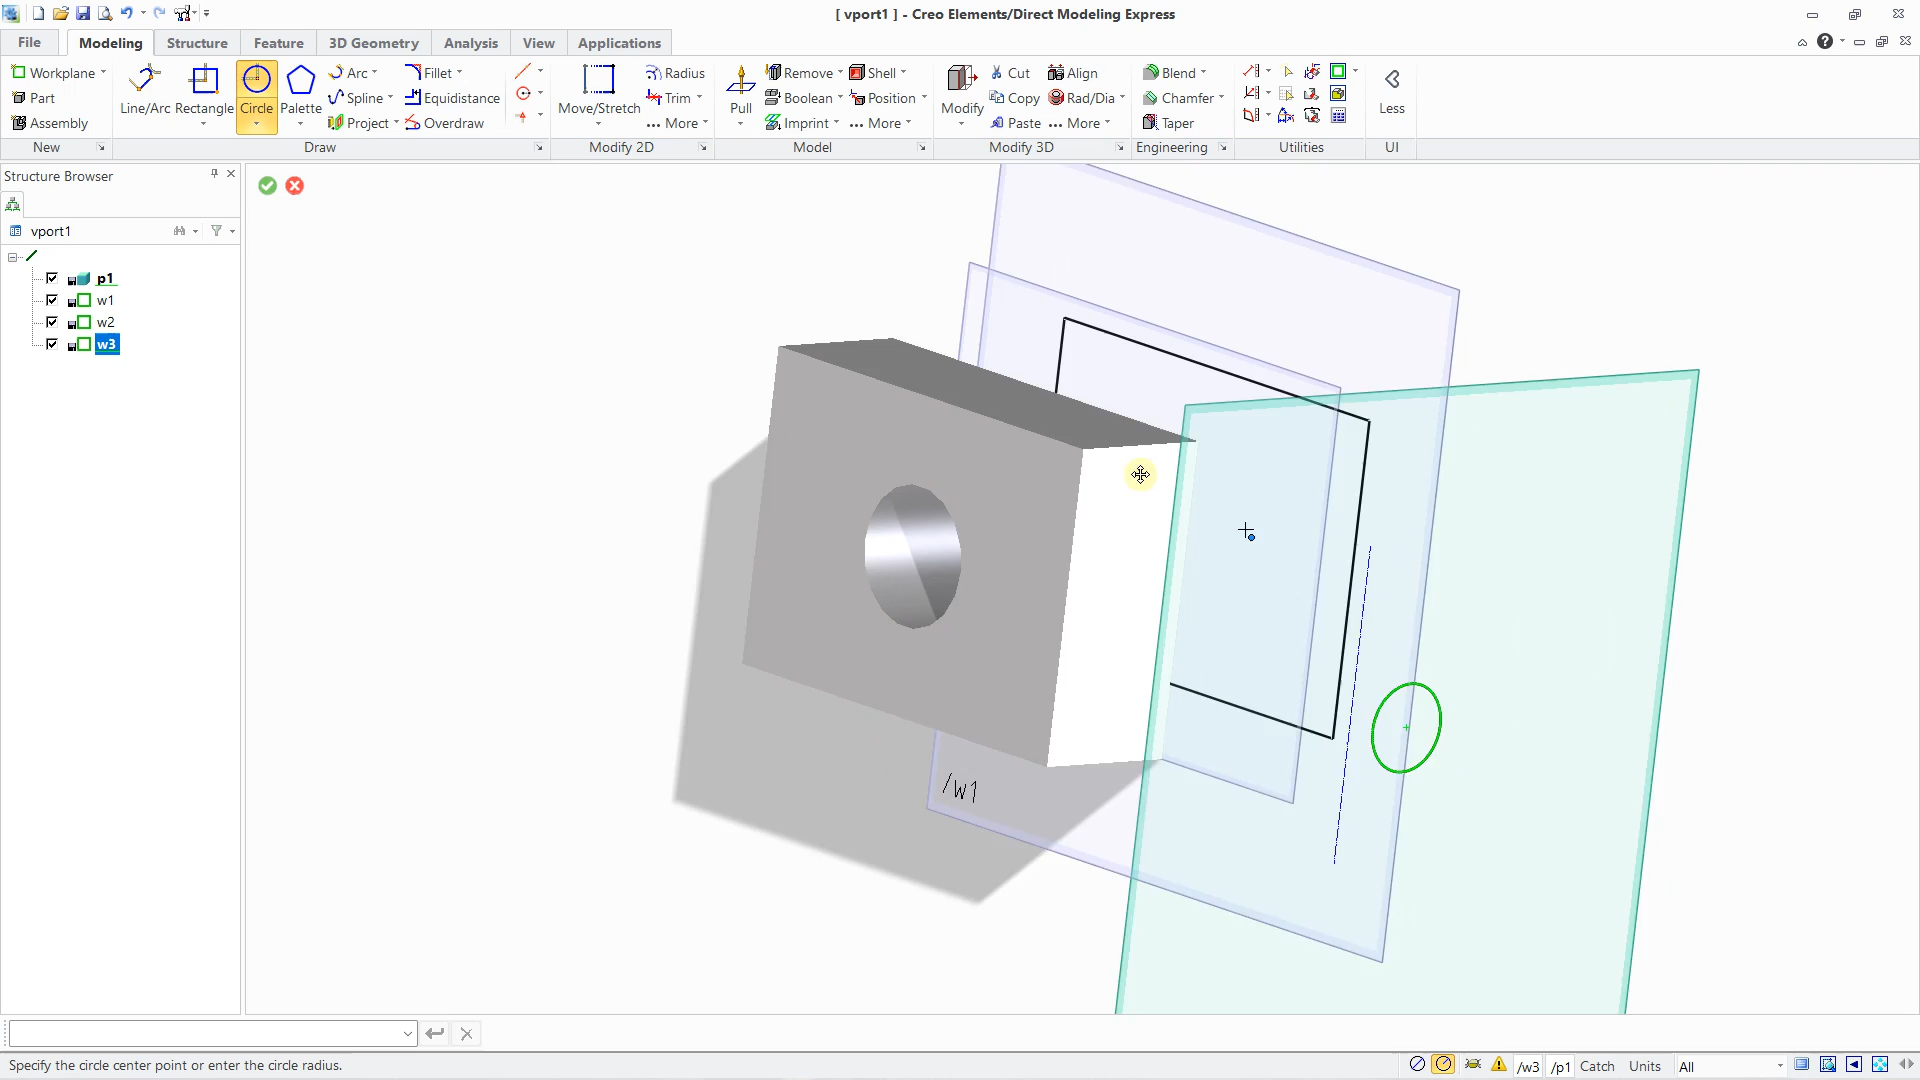 [ vport1 ] - Creo Elements/Direct Modeling Express
File Modeling Structure Feature 3D Geometry Analysis View Applications
Workplane
Part
Assembly
New
Line/Arc Rectangle Circle Palette
Arc Fillet
Spline Equidistance
Project Overdraw
Draw
Move/Stretch
Radius
Trim
... More
Modify 2D
Pull
Remove Shell
Boolean Position
Imprint ... More
Model
Modify
Cut Align
Copy Rad/Dia
Paste ... More
Modify 3D
Blend
Chamfer
Taper
Engineering
Utilities
Less
UI
Structure Browser
vport1
p1
w1
w2
w3
/w1
Specify the circle center point or enter the circle radius.
/w3 /p1 Catch Units All